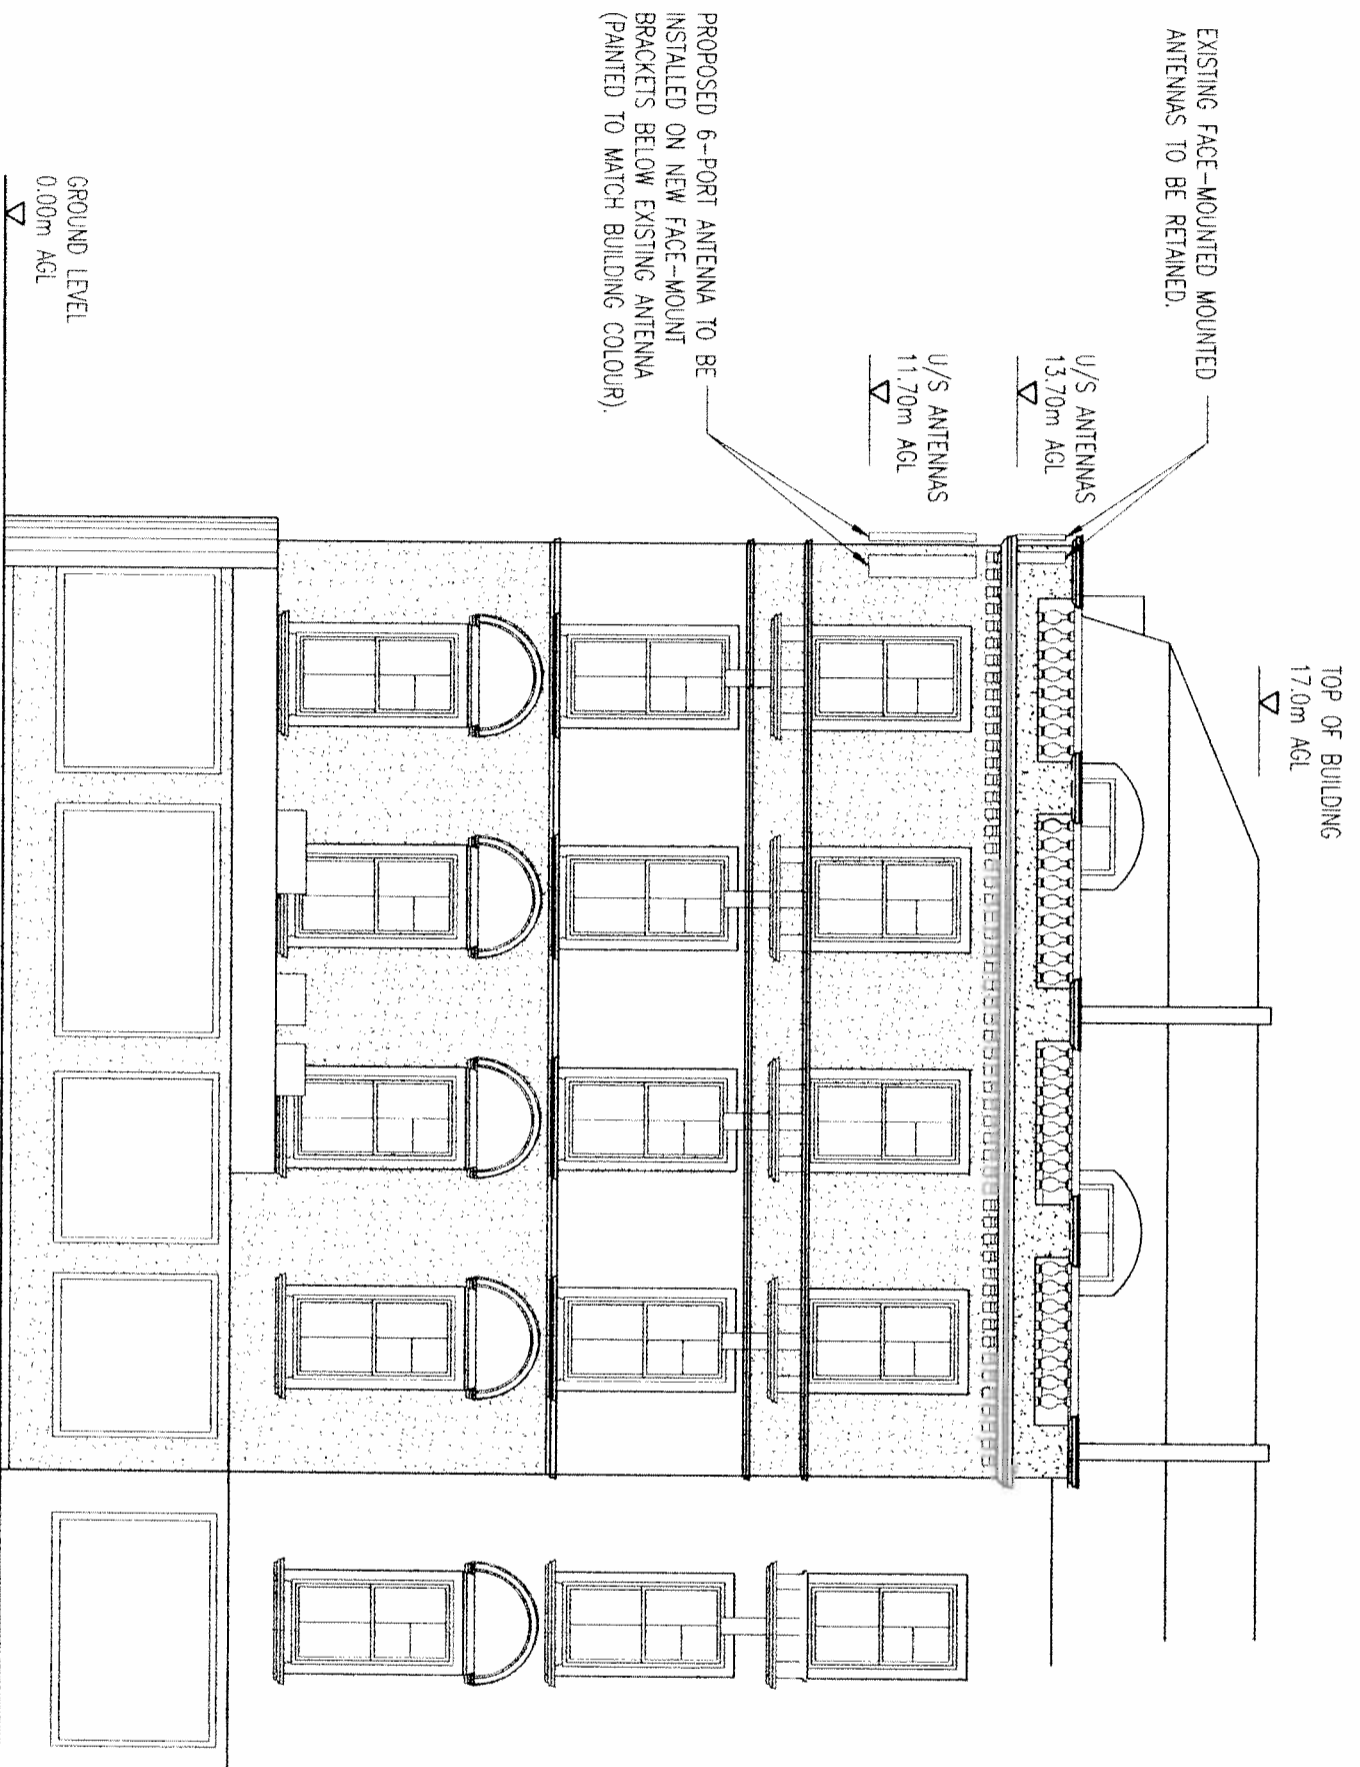 TOP OF BUILDING
17.0m AGL
EXISTING FACE-MOUNTED MOUNTED
ANTENNAS TO BE RETAINED.
U/S ANTENNAS
13.70m AGL
U/S ANTENNAS
11.70m AGL
PROPOSED 6-PORT ANTENNA TO BE
INSTALLED ON NEW FACE-MOUNT
BRACKETS BELOW EXISTING ANTENNA
(PAINTED TO MATCH BUILDING COLOUR).
GROUND LEVEL
0.00m AGL